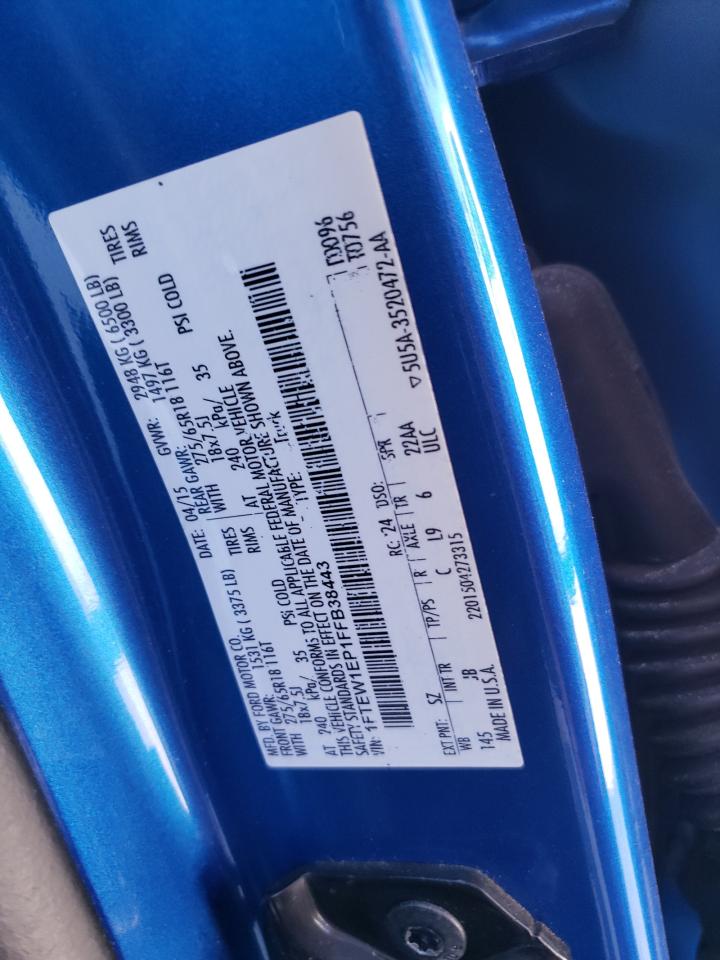 MFD. BY FORD MOTOR CO.
DATE: 04/15 GVWR: 2948 KG ( 6500 LB)
FRONT GAWR: 1531 KG ( 3375 LB) REAR GAWR: 1497 KG ( 3300 LB)
275/65R18 116T TIRES 275/65R18 116T TIRES
WITH 18x7.5J RIMS WITH 18x7.5J RIMS
AT 240 kPa/ 35 PSI COLD AT 240 kPa/ 35 PSI COLD
THIS VEHICLE CONFORMS TO ALL APPLICABLE FEDERAL MOTOR VEHICLE
SAFETY STANDARDS IN EFFECT ON THE DATE OF MANUFACTURE SHOWN ABOVE.
VIN: 1FTEW1EP1FFB38443 TYPE: Truck
T0096
T0756
EXT PNT: SZ RC: 24 DSO:
WB INT TR TP/PS R AXLE TR SPR
145 JB C L9 6 22AA
MADE IN U.S.A. 2201504273315 ULC
▽5U5A-3520472-AA